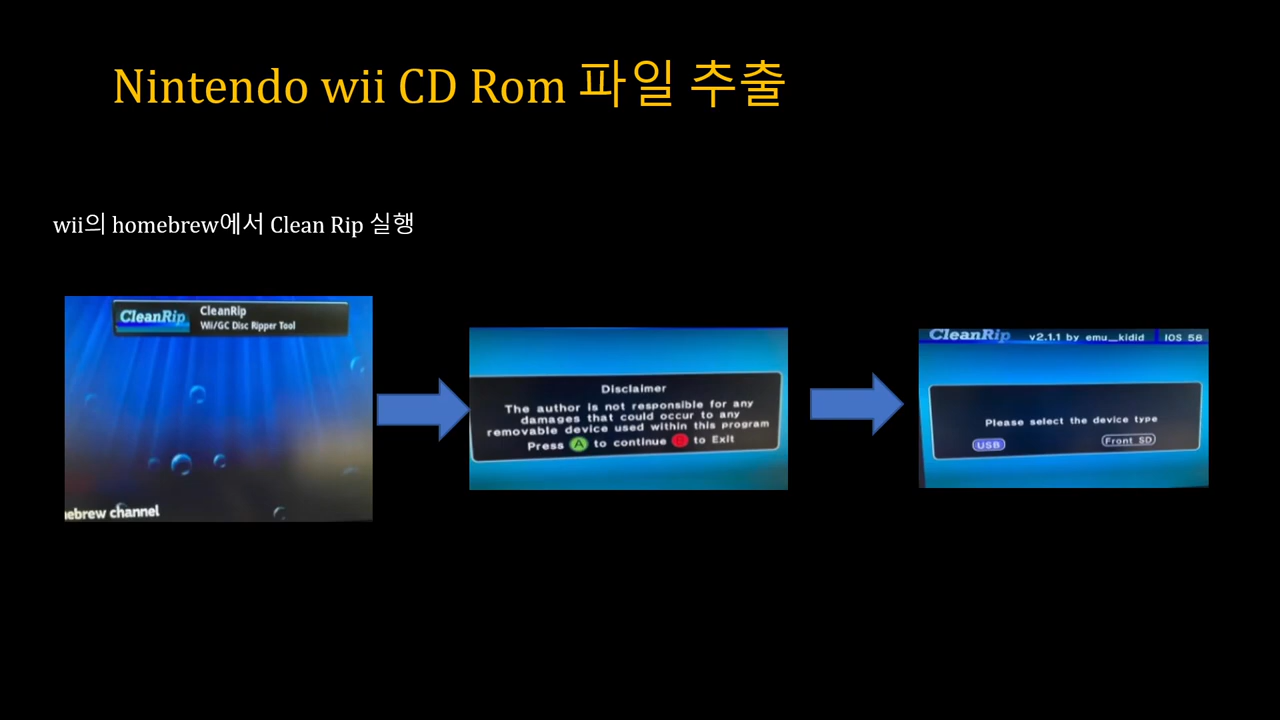 Nintendo wii CD Rom 파일 추출
wii의 homebrew에서 Clean Rip 실행
CleanRip
CleanRip
Wii/GC Disc Ripper Tool
ebrew channel
Disclaimer
The author is not responsible for any
damages that could occur to any
removable device used within this program
Press A to continue B to Exit
CleanRip v2.1.1 by emu_kidid IOS 58
Please select the device type
USB Front SD